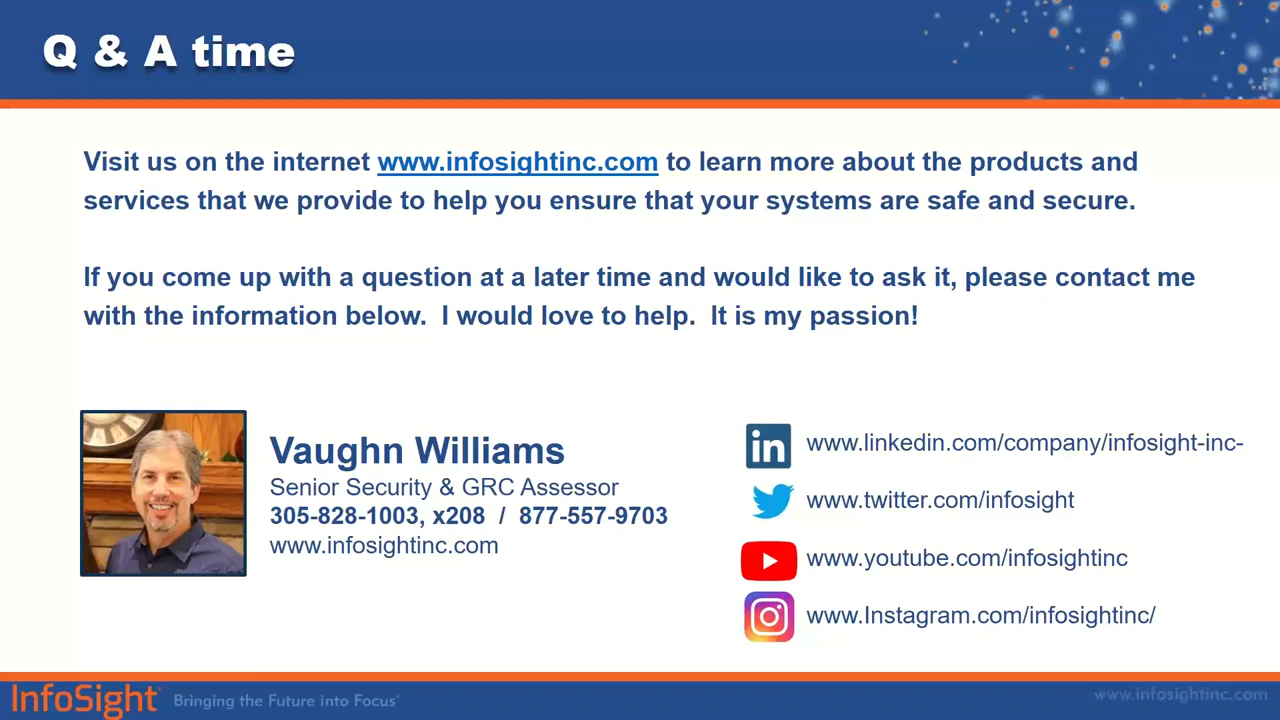 Q & A time
Visit us on the internet www.infosightinc.com to learn more about the products and
services that we provide to help you ensure that your systems are safe and secure.
If you come up with a question at a later time and would like to ask it, please contact me
with the information below.  I would love to help.  It is my passion!
Vaughn Williams
Senior Security & GRC Assessor
305-828-1003, x208  /  877-557-9703
www.infosightinc.com
in www.linkedin.com/company/infosight-inc-
www.twitter.com/infosight
www.youtube.com/infosightinc
www.Instagram.com/infosightinc/
InfoSight Bringing the Future into Focus
www.infosightinc.com